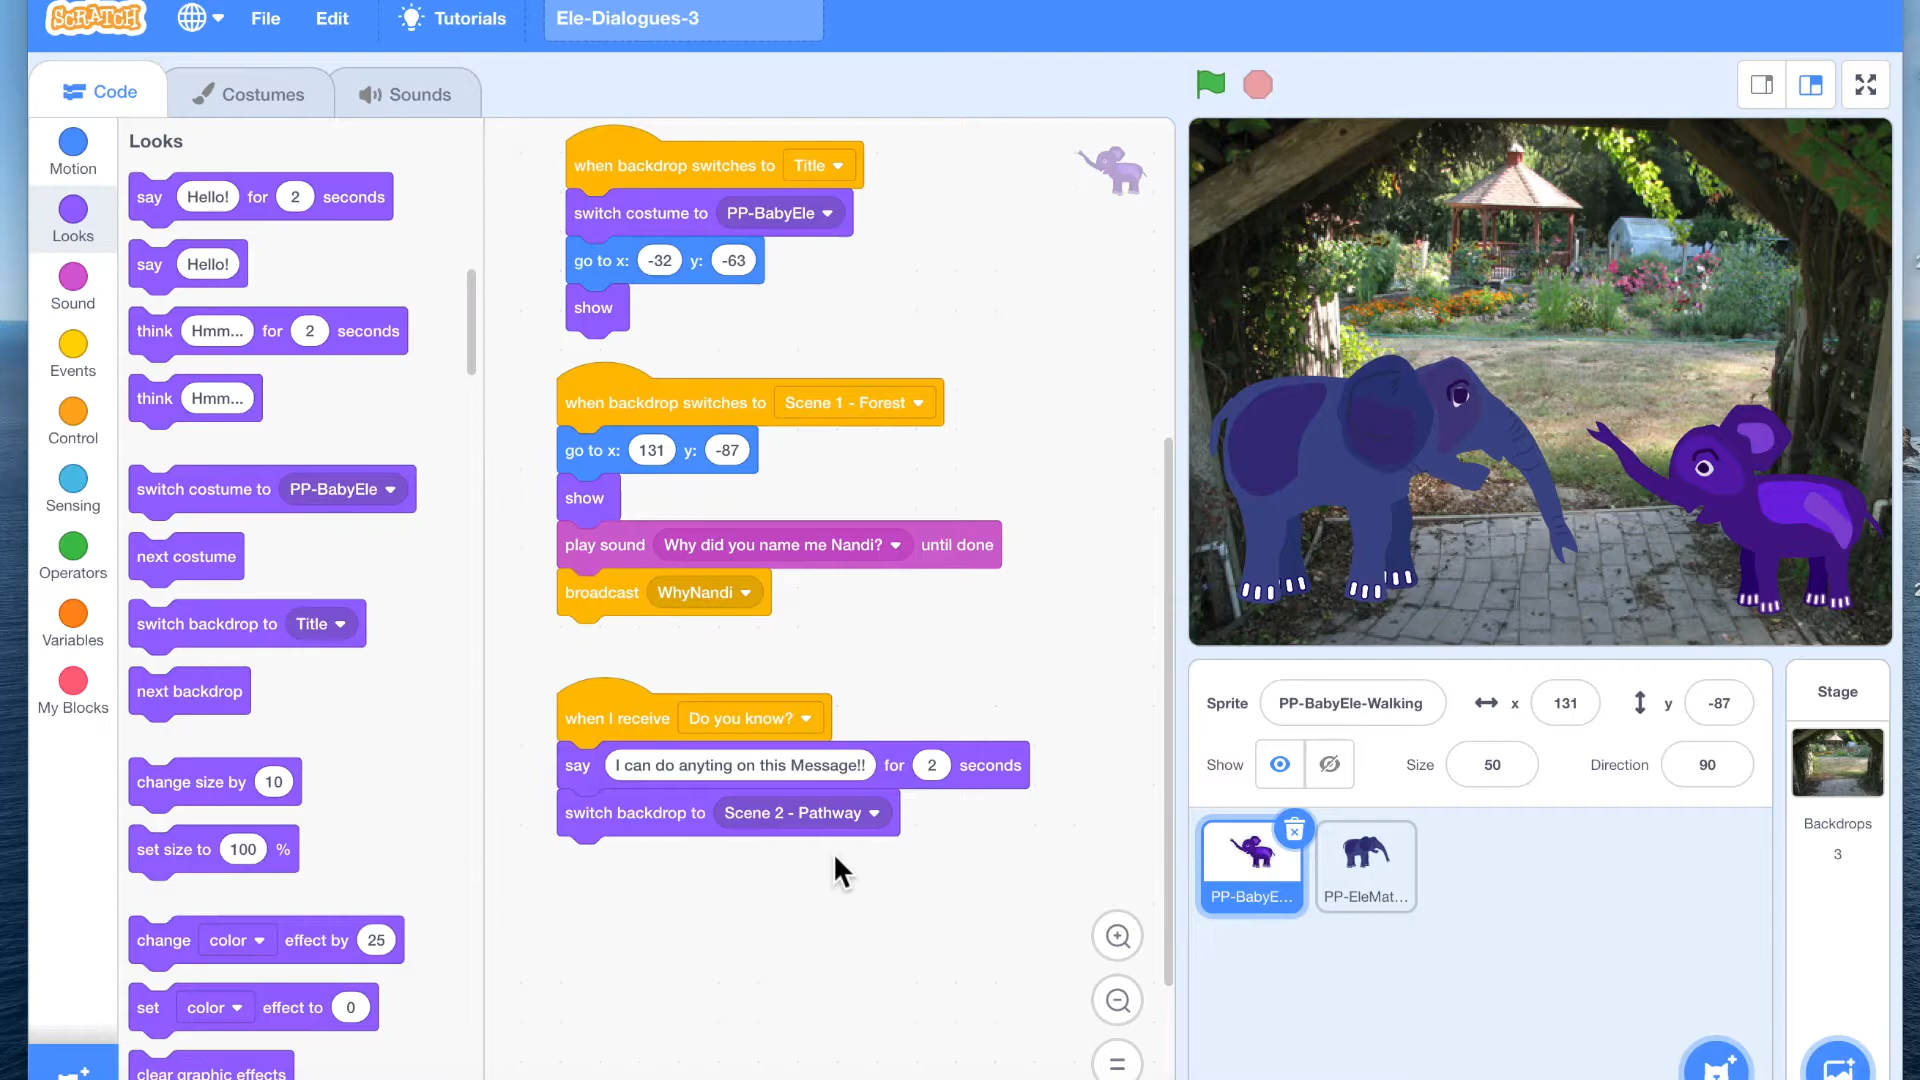 SCRATCH File Edit Tutorials Ele-Dialogues-3
Code Costumes Sounds
Motion
Looks
Sound
Events
Control
Sensing
Operators
Variables
My Blocks
Looks
say Hello! for 2 seconds
say Hello!
think Hmm... for 2 seconds
think Hmm...
switch costume to PP-BabyEle
next costume
switch backdrop to Title
next backdrop
change size by 10
set size to 100 %
change color effect by 25
set color effect to 0
clear graphic effects
when backdrop switches to Title
switch costume to PP-BabyEle
go to x: -32 y: -63
show
when backdrop switches to Scene 1 - Forest
go to x: 131 y: -87
show
play sound Why did you name me Nandi? until done
broadcast WhyNandi
when I receive Do you know?
say I can do anyting on this Message!! for 2 seconds
switch backdrop to Scene 2 - Pathway
Sprite PP-BabyEle-Walking x 131 y -87
Show Size 50 Direction 90
PP-BabyE...
PP-EleMat...
Stage
Backdrops
3